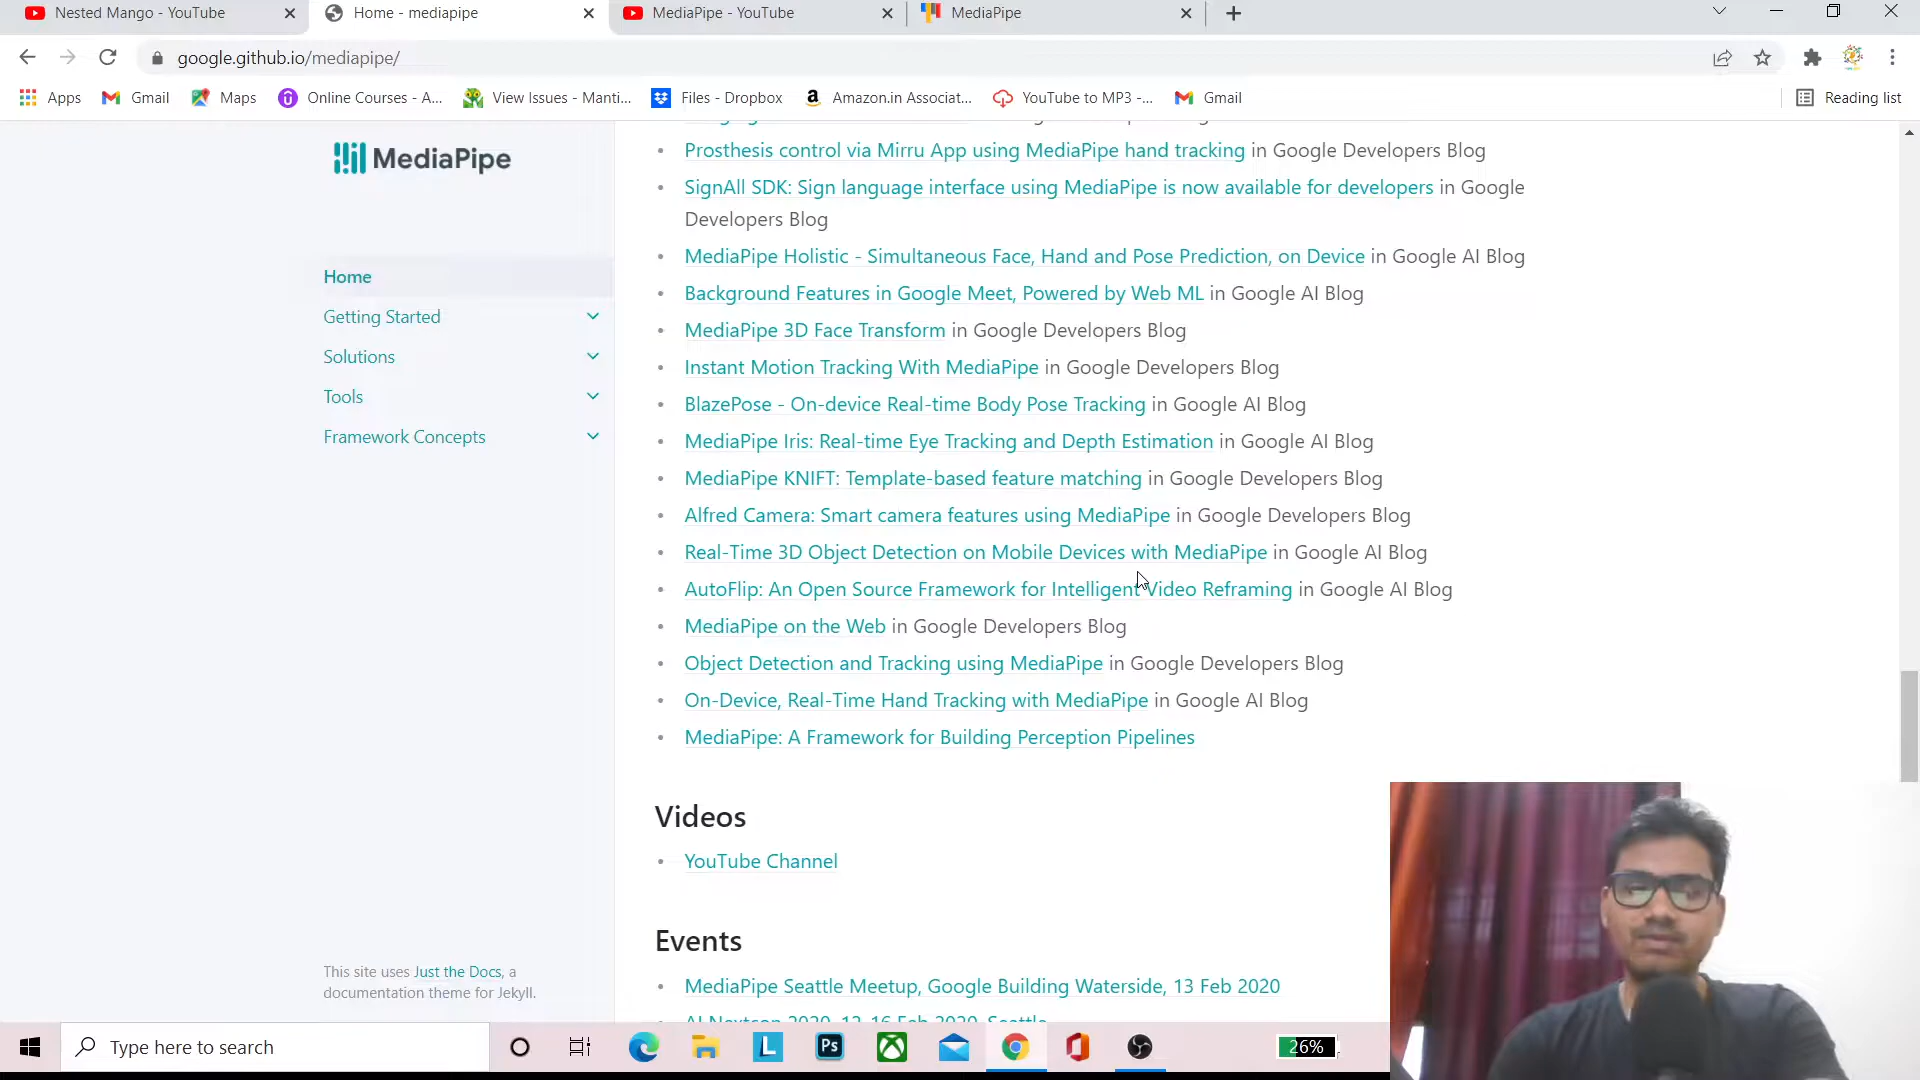 Nested Mango - YouTube
Home - mediapipe
MediaPipe - YouTube
MediaPipe
google.github.io/mediapipe/
Apps
Gmail
Maps
Online Courses - A...
View Issues - Manti...
Files - Dropbox
Amazon.in Associat...
YouTube to MP3 -...
Gmail
Reading list
MediaPipe
Home
Getting Started
Solutions
Tools
Framework Concepts
This site uses Just the Docs, a
documentation theme for Jekyll.
Prosthesis control via Mirru App using MediaPipe hand tracking in Google Developers Blog
SignAll SDK: Sign language interface using MediaPipe is now available for developers in Google
Developers Blog
MediaPipe Holistic - Simultaneous Face, Hand and Pose Prediction, on Device in Google AI Blog
Background Features in Google Meet, Powered by Web ML in Google AI Blog
MediaPipe 3D Face Transform in Google Developers Blog
Instant Motion Tracking With MediaPipe in Google Developers Blog
BlazePose - On-device Real-time Body Pose Tracking in Google AI Blog
MediaPipe Iris: Real-time Eye Tracking and Depth Estimation in Google AI Blog
MediaPipe KNIFT: Template-based feature matching in Google Developers Blog
Alfred Camera: Smart camera features using MediaPipe in Google Developers Blog
Real-Time 3D Object Detection on Mobile Devices with MediaPipe in Google AI Blog
AutoFlip: An Open Source Framework for Intelligent Video Reframing in Google AI Blog
MediaPipe on the Web in Google Developers Blog
Object Detection and Tracking using MediaPipe in Google Developers Blog
On-Device, Real-Time Hand Tracking with MediaPipe in Google AI Blog
MediaPipe: A Framework for Building Perception Pipelines
Videos
YouTube Channel
Events
MediaPipe Seattle Meetup, Google Building Waterside, 13 Feb 2020
AI Nextcon 2020, 12-16 Feb 2020, Seattle
Type here to search
L
Ps
26%